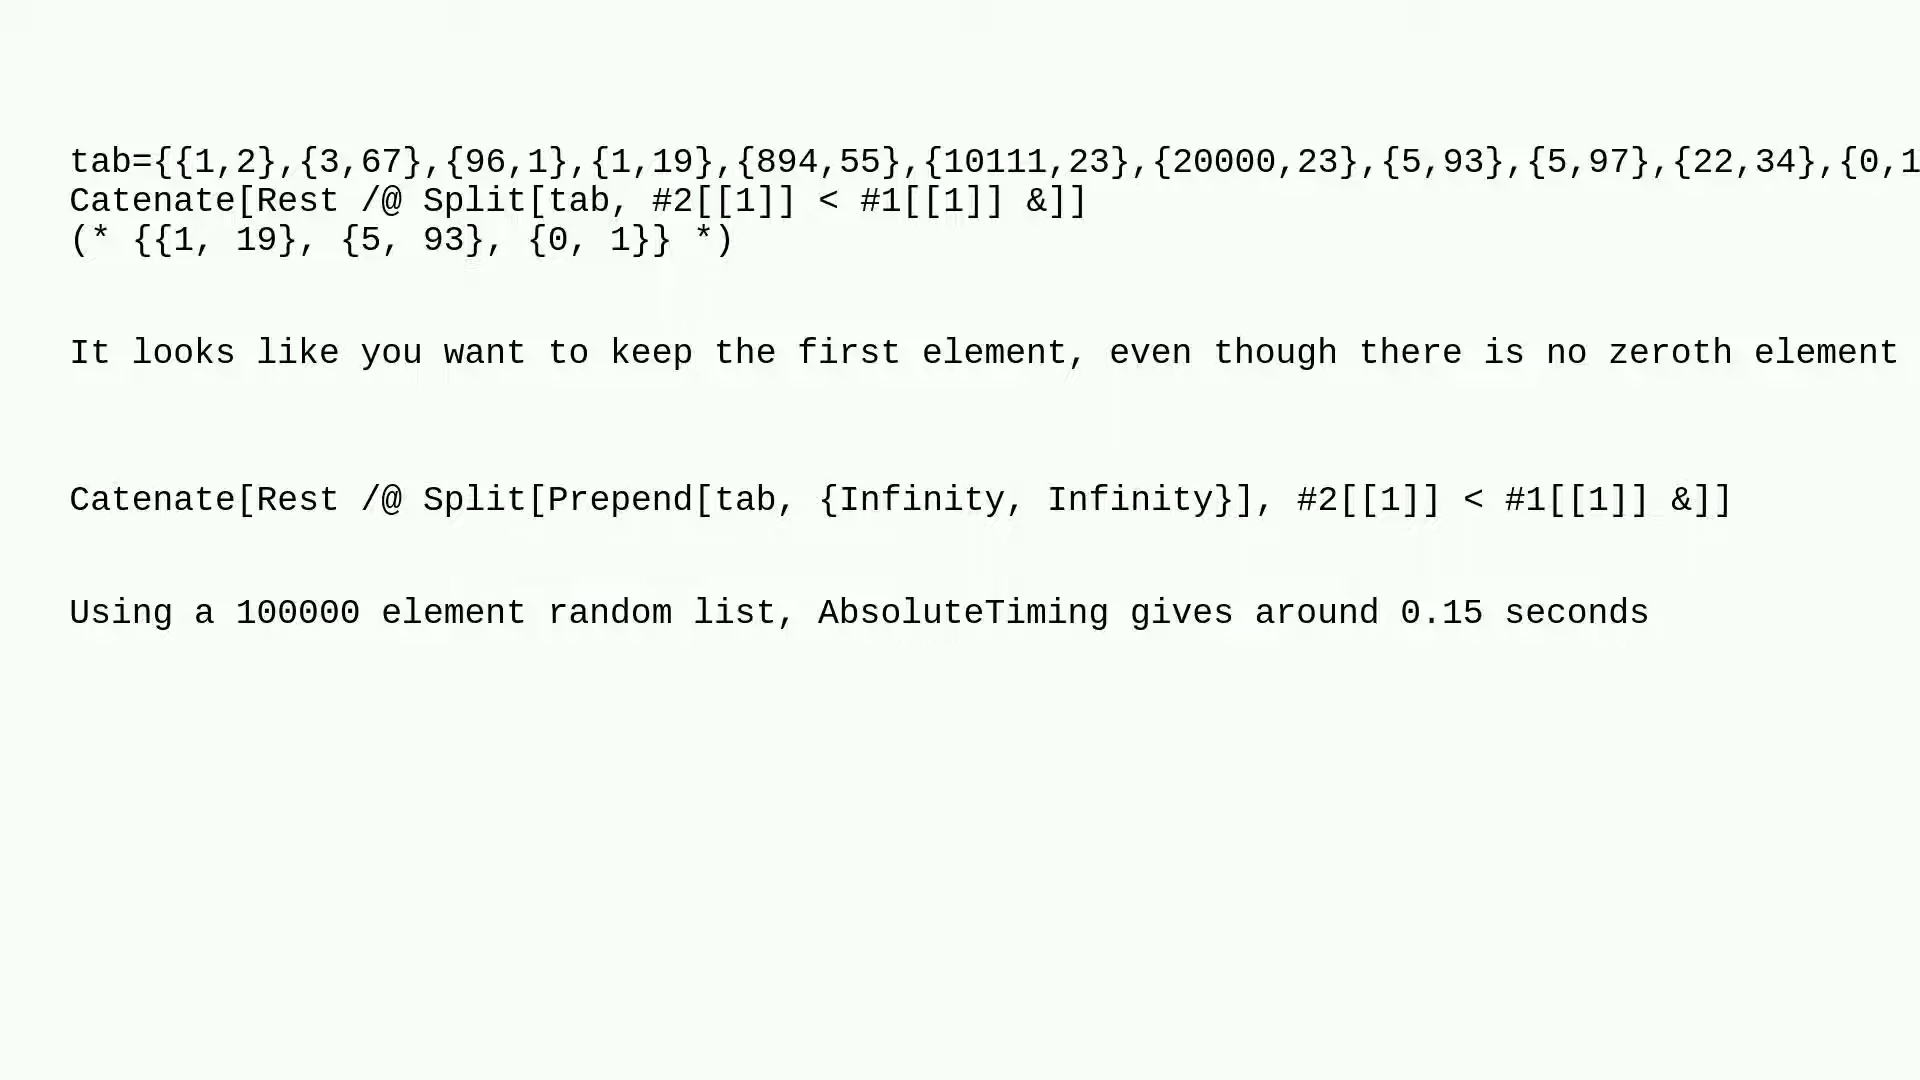 tab={{1,2},{3,67},{96,1},{1,19},{894,55},{10111,23},{20000,23},{5,93},{5,97},{22,34},{0,1
Catenate[Rest /@ Split[tab, #2[[1]] < #1[[1]] &]]
(* {{1, 19}, {5, 93}, {0, 1}} *)
It looks like you want to keep the first element, even though there is no zeroth element
Catenate[Rest /@ Split[Prepend[tab, {Infinity, Infinity}], #2[[1]] < #1[[1]] &]]
Using a 100000 element random list, AbsoluteTiming gives around 0.15 seconds